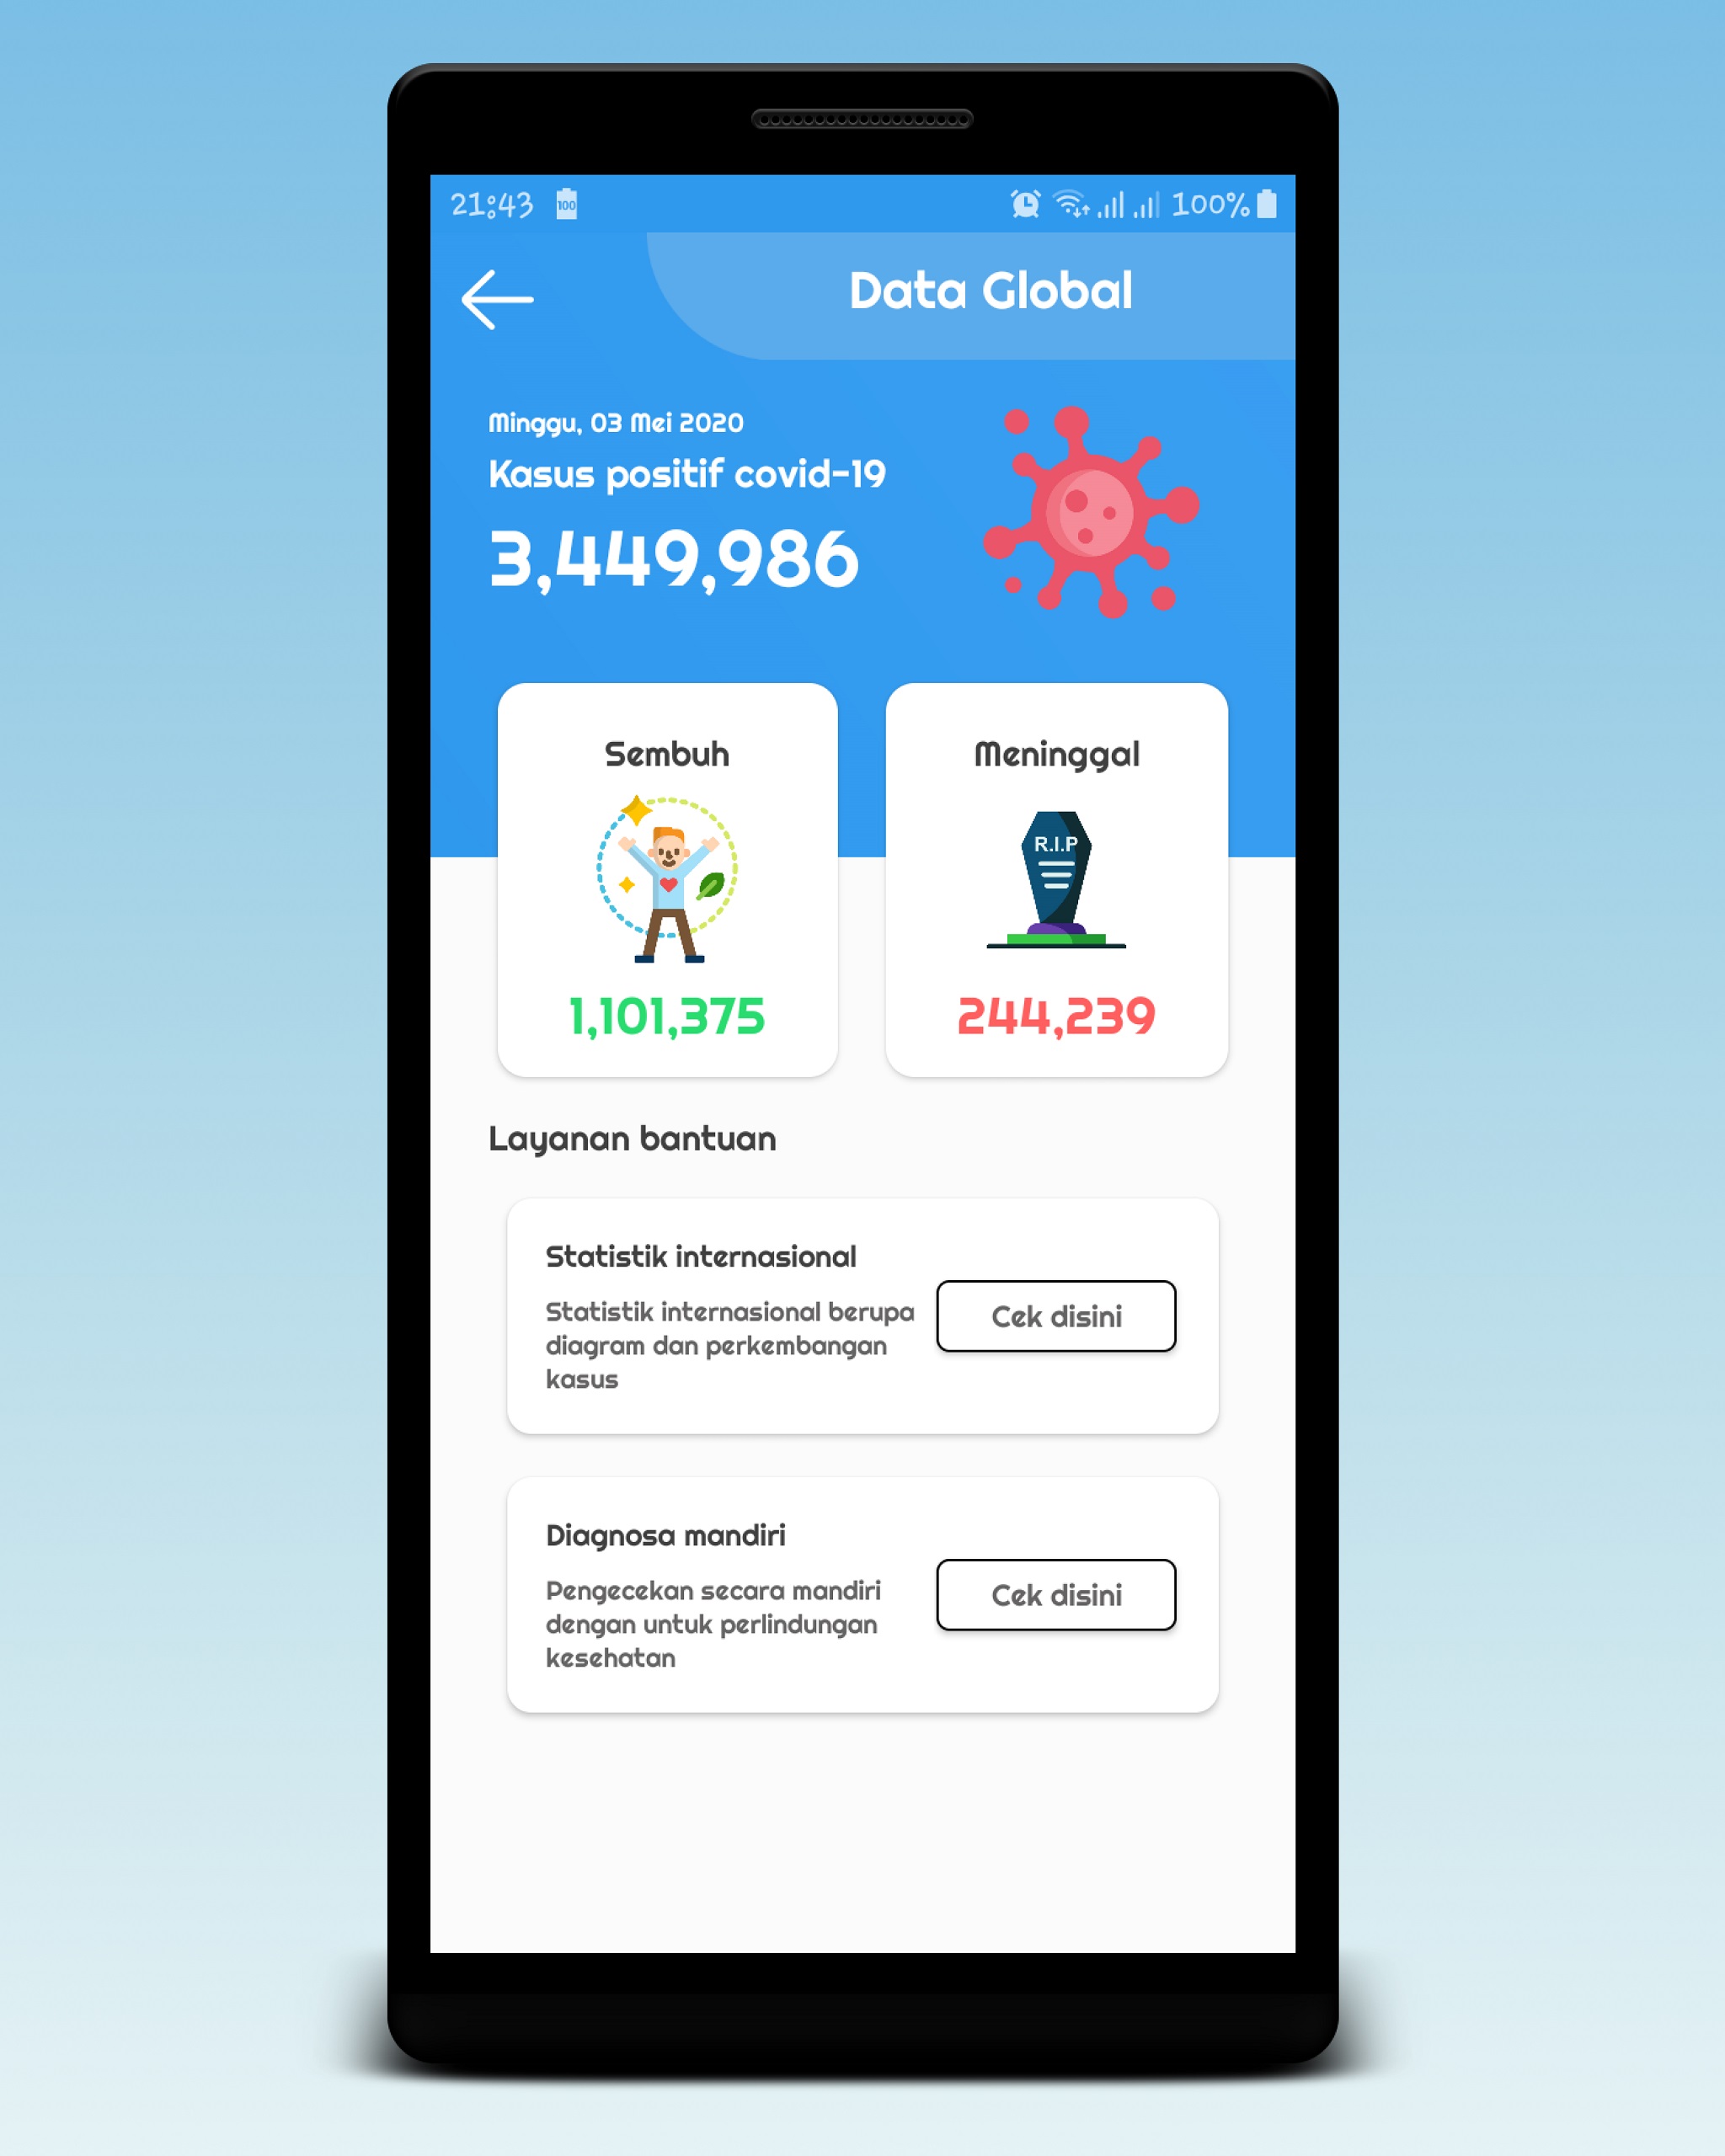 21:43
100
100%
Data Global
Minggu, 03 Mei 2020
Kasus positif covid-19
3,449,986
Sembuh
Meninggal
R.I.P
1,101,375
244,239
Layanan bantuan
Statistik internasional
Statistik internasional berupa
diagram dan perkembangan
kasus
Cek disini
Diagnosa mandiri
Pengecekan secara mandiri
dengan untuk perlindungan
kesehatan
Cek disini